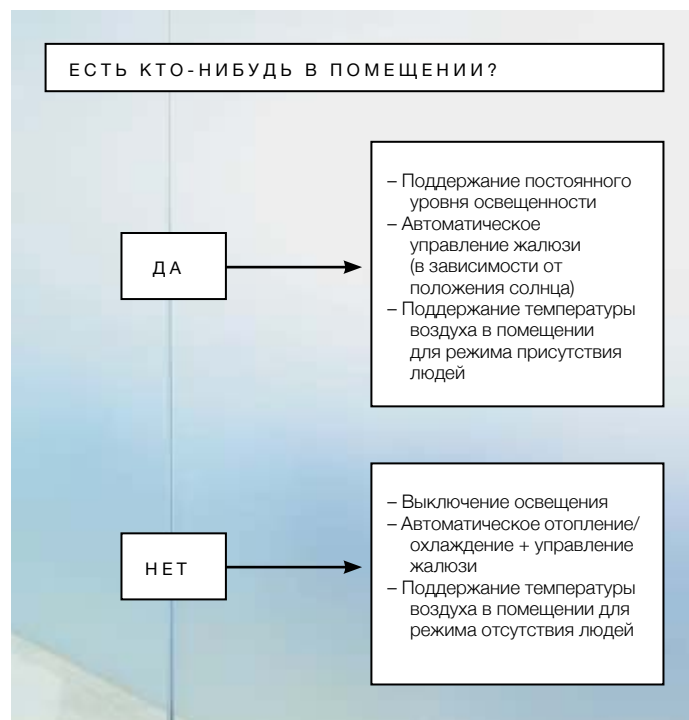 ЕСТЬ КТО-НИБУДЬ В ПОМЕЩЕНИИ?
ДА
– Поддержание постоянного
уровня освещенности
– Автоматическое
управление жалюзи
(в зависимости от
положения солнца)
– Поддержание температуры
воздуха в помещении
для режима присутствия
людей
НЕТ
– Выключение освещения
– Автоматическое отопление/
охлаждение + управление
жалюзи
– Поддержание температуры
воздуха в помещении для
режима отсутствия людей